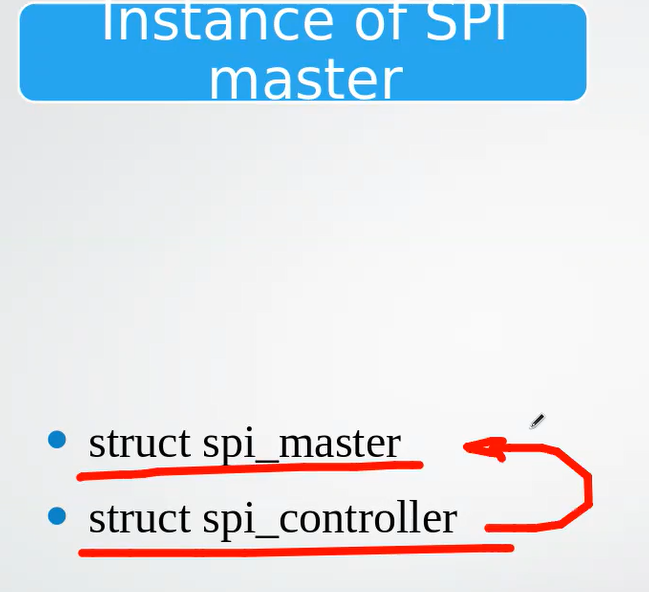 Instance of SPI
master
struct spi_master
struct spi_controller